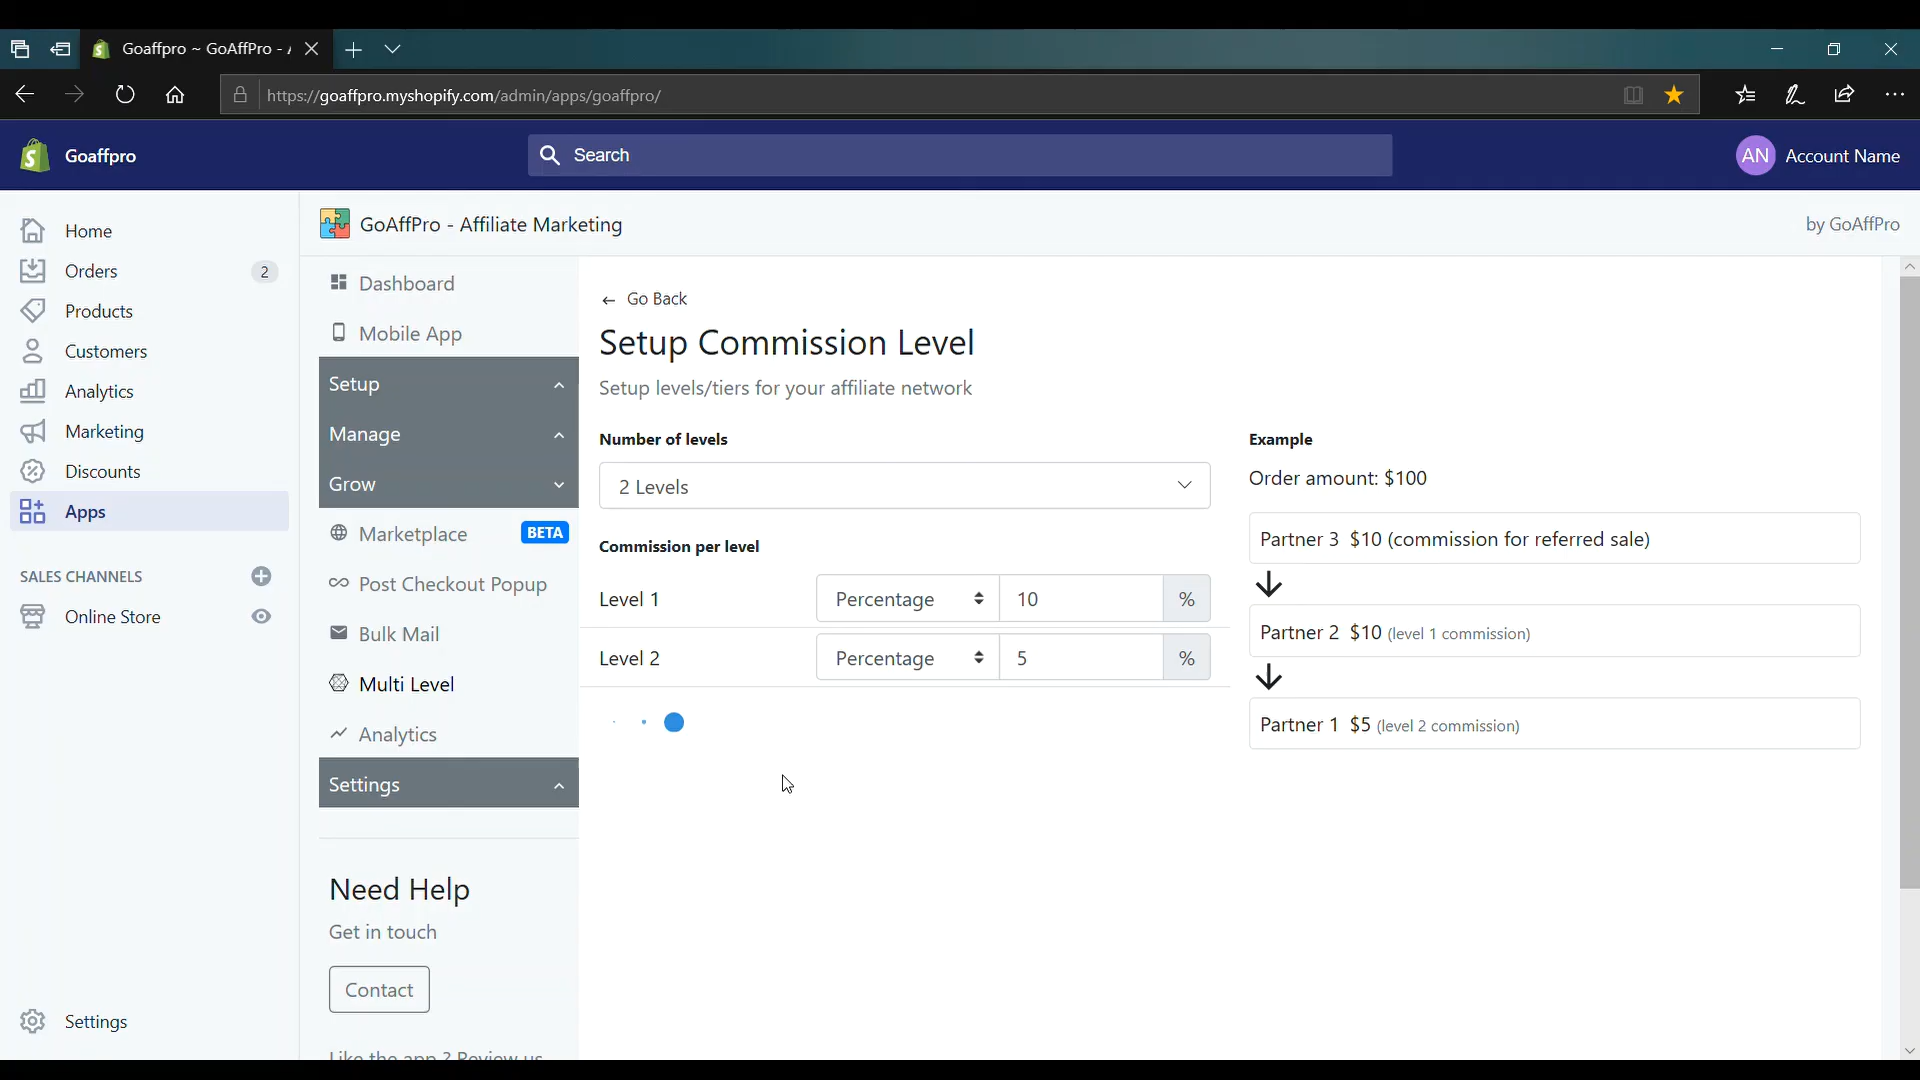 Goaffpro ~ GoAffPro - A
https://goaffpro.myshopify.com/admin/apps/goaffpro/
Goaffpro
Search
AN Account Name
Home
Orders 2
Products
Customers
Analytics
Marketing
Discounts
Apps
SALES CHANNELS
Online Store
Settings
GoAffPro - Affiliate Marketing
by GoAffPro
Dashboard
Mobile App
Setup
Manage
Grow
Marketplace BETA
Post Checkout Popup
Bulk Mail
Multi Level
Analytics
Settings
Need Help
Get in touch
Contact
Like the app ? Review us
Go Back
Setup Commission Level
Setup levels/tiers for your affiliate network
Number of levels
2 Levels
Commission per level
Level 1 Percentage 10 %
Level 2 Percentage 5 %
Example
Order amount: $100
Partner 3 $10 (commission for referred sale)
Partner 2 $10 (level 1 commission)
Partner 1 $5 (level 2 commission)